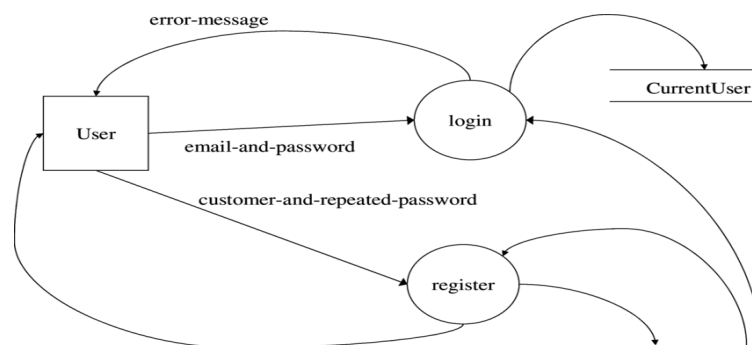 error-message
CurrentUser
User
login
email-and-password
customer-and-repeated-password
register